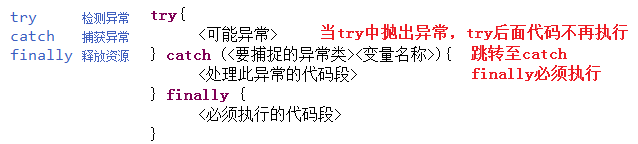 try 检测异常 try{
<可能异常> 当try中抛出异常，try后面代码不再执行
catch 捕获异常 } catch (<要捕捉的异常类><变量名称>){ 跳转至catch
finally 释放资源 <处理此异常的代码段> finally必须执行
} finally {
<必须执行的代码段>
}